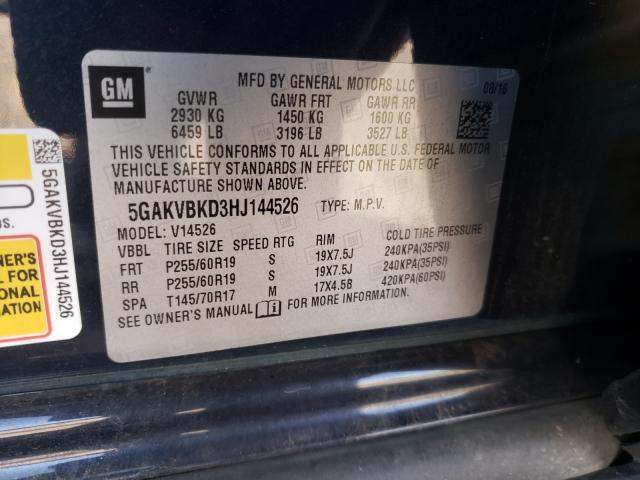 GM
MFD BY GENERAL MOTORS LLC 08/16
GVWR GAWR FRT GAWR RR
2930 KG 1450 KG 1600 KG
6459 LB 3196 LB 3527 LB
THIS VEHICLE CONFORMS TO ALL APPLICABLE U.S. FEDERAL MOTOR
VEHICLE SAFETY STANDARDS IN EFFECT ON THE DATE OF
MANUFACTURE SHOWN ABOVE.
5GAKVBKD3HJ144526 TYPE: M.P.V.
MODEL: V14526
VBBL TIRE SIZE SPEED RTG RIM COLD TIRE PRESSURE
FRT P255/60R19 S 19X7.5J 240KPA(35PSI)
RR P255/60R19 S 19X7.5J 240KPA(35PSI)
SPA T145/70R17 M 17X4.5B 420KPA(60PSI)
SEE OWNER'S MANUAL FOR MORE INFORMATION.
5GAKVBKD3HJ144526
US.
OWNER'S
L FOR
ONAL
MATION